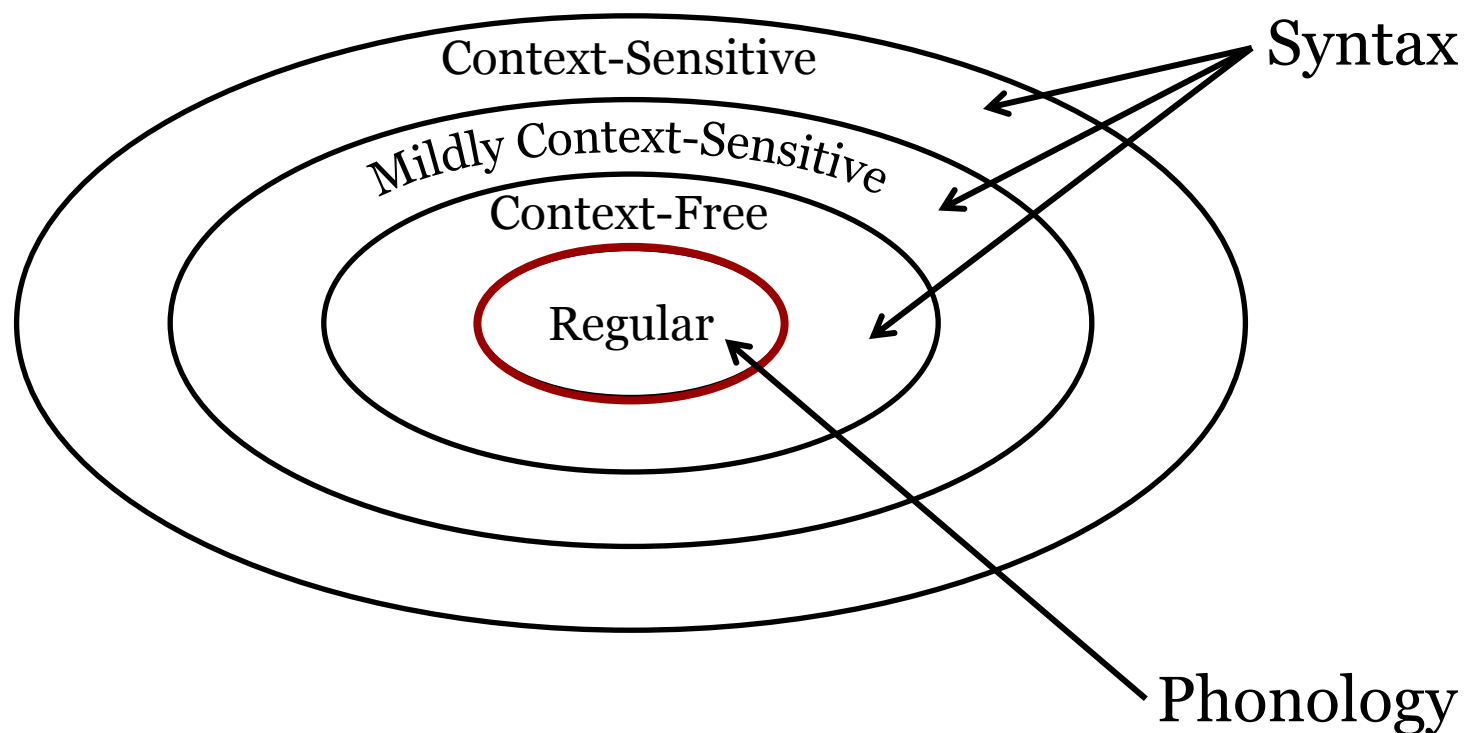 Syntax
Context-Sensitive
Mildly Context-Sensitive
Context-Free
Regular
Phonology